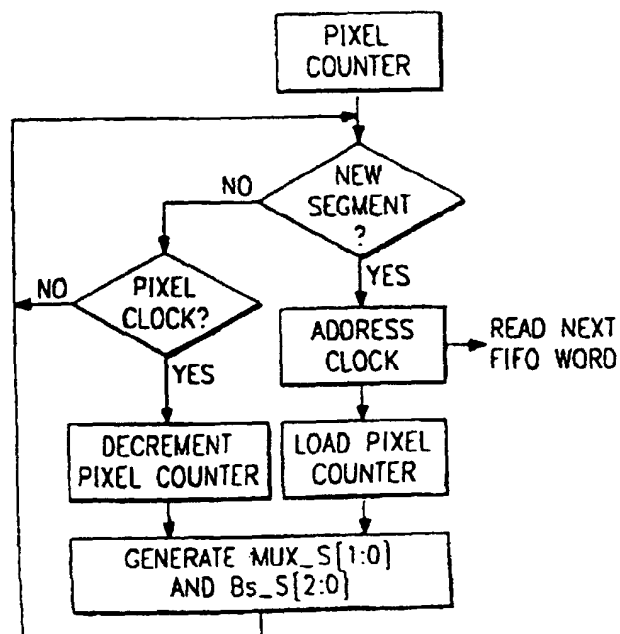 PIXEL
COUNTER
NEW
SEGMENT
?
NO
YES
PIXEL
CLOCK?
NO
YES
ADDRESS
CLOCK
READ NEXT
FIFO WORD
DECREMENT
PIXEL COUNTER
LOAD PIXEL
COUNTER
GENERATE MUX_S[1:0]
AND Bs_S[2:0]